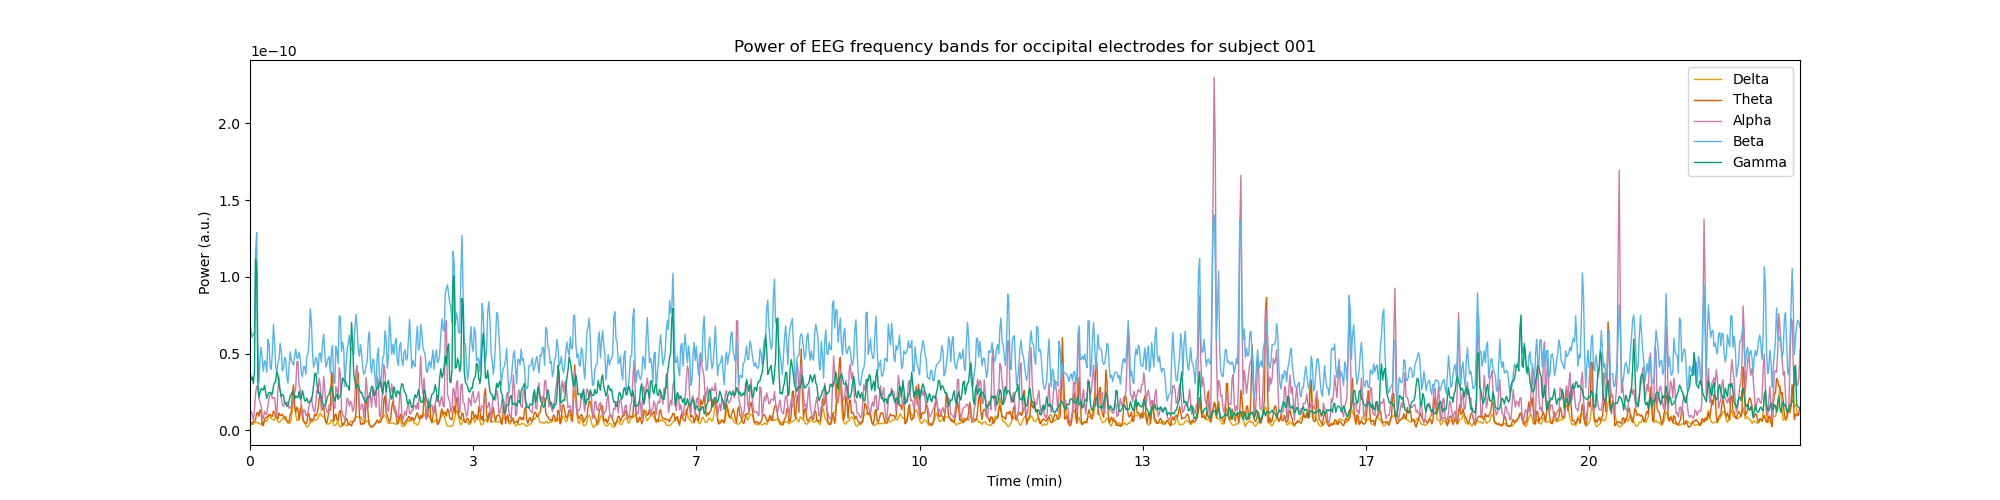 Power of EEG frequency bands for occipital electrodes for subject 001
1e−10
Power (a.u.)
2.0
1.5
1.0
0.5
0.0
0 3 7 10 13 17 20
Time (min)
Delta
Theta
Alpha
Beta
Gamma